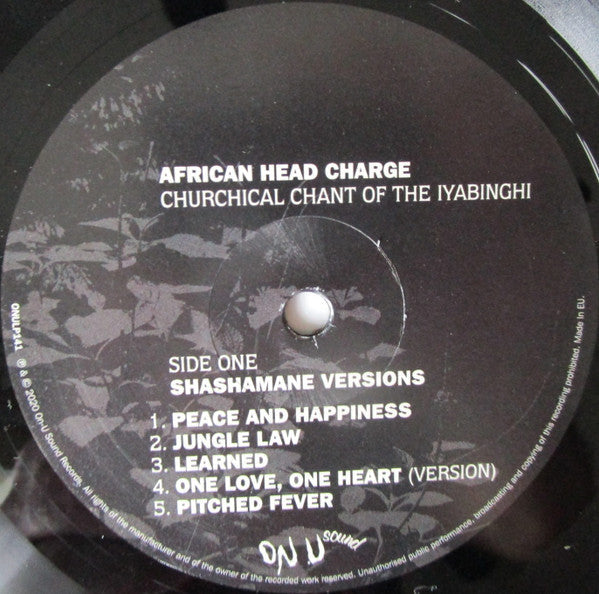 AFRICAN HEAD CHARGE
CHURCHICAL CHANT OF THE IYABINGHI
SIDE ONE
SHASHAMANE VERSIONS
1. PEACE AND HAPPINESS
2. JUNGLE LAW
3. LEARNED
4. ONE LOVE, ONE HEART (VERSION)
5. PITCHED FEVER
ON U sound
ONULP141
℗ & © 2020 On-U Sound Records. All rights of the manufacturer and of the owner of the recorded work reserved. Unauthorised public performance, broadcasting and copying of this recording prohibited. Made in EU.